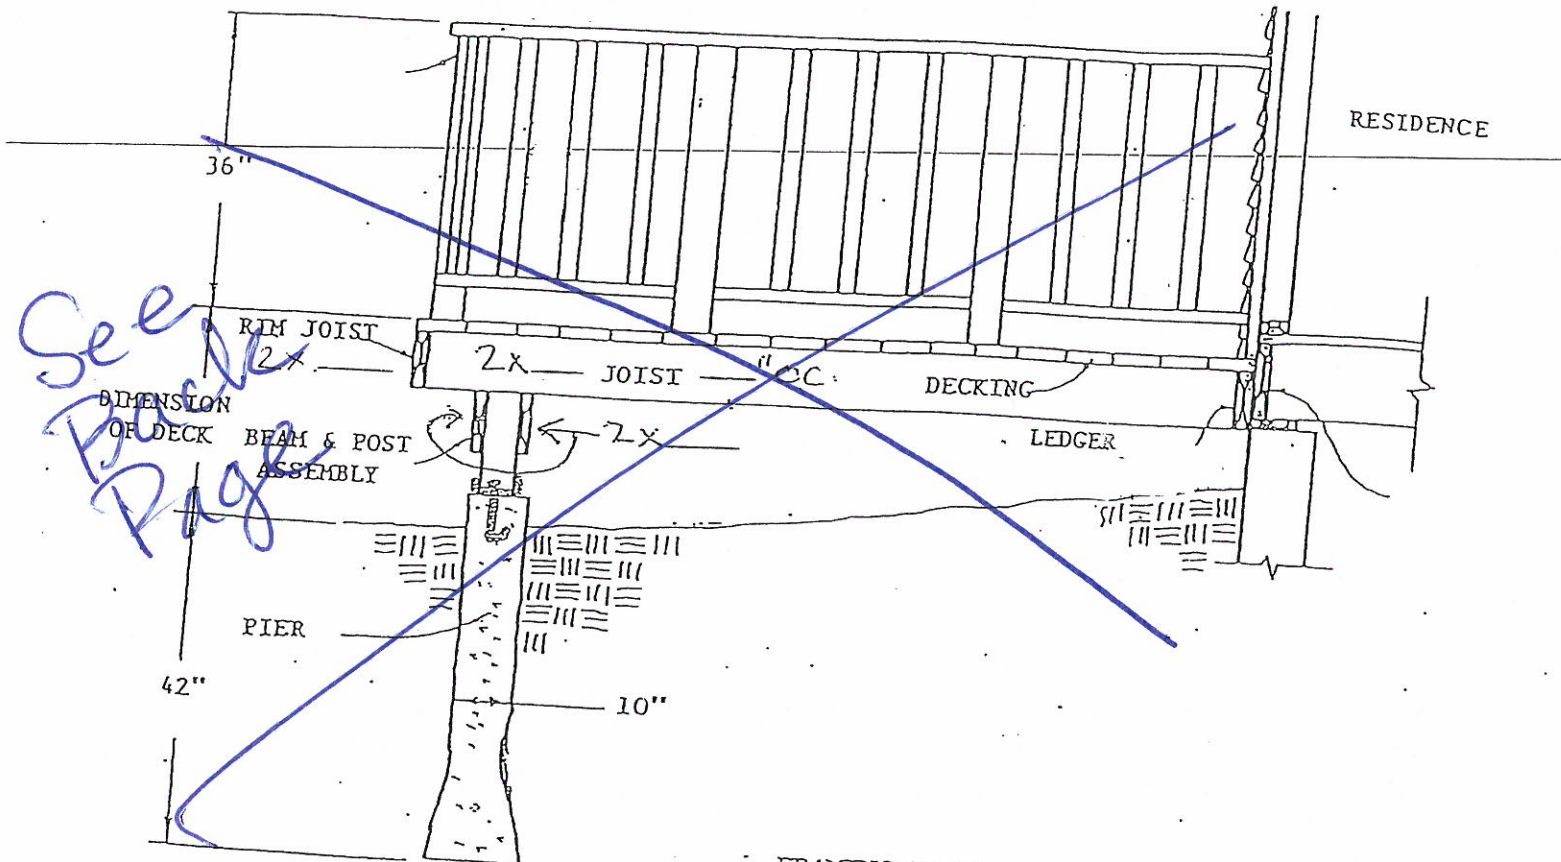 RESIDENCE
36"
See
Back
Page
RIM JOIST
2x
2x JOIST "OC
DECKING
DIMENSION
OF DECK
BEAM & POST
ASSEMBLY
2x
LEDGER
PIER
42"
10"